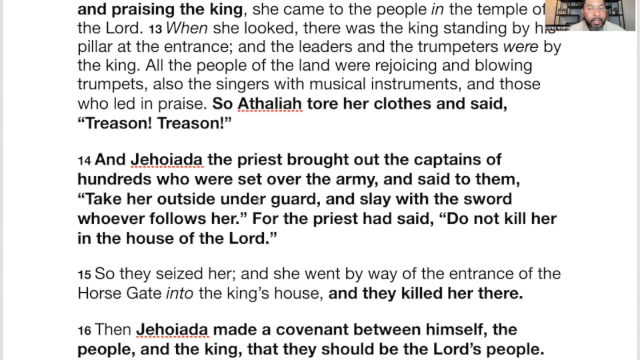 and praising the king, she came to the people in the temple of
the Lord. 13 When she looked, there was the king standing by his
pillar at the entrance; and the leaders and the trumpeters were by
the king. All the people of the land were rejoicing and blowing
trumpets, also the singers with musical instruments, and those
who led in praise. So Athaliah tore her clothes and said,
“Treason! Treason!”
14 And Jehoiada the priest brought out the captains of
hundreds who were set over the army, and said to them,
“Take her outside under guard, and slay with the sword
whoever follows her.” For the priest had said, “Do not kill her
in the house of the Lord.”
15 So they seized her; and she went by way of the entrance of the
Horse Gate into the king’s house, and they killed her there.
16 Then Jehoiada made a covenant between himself, the
people, and the king, that they should be the Lord’s people.